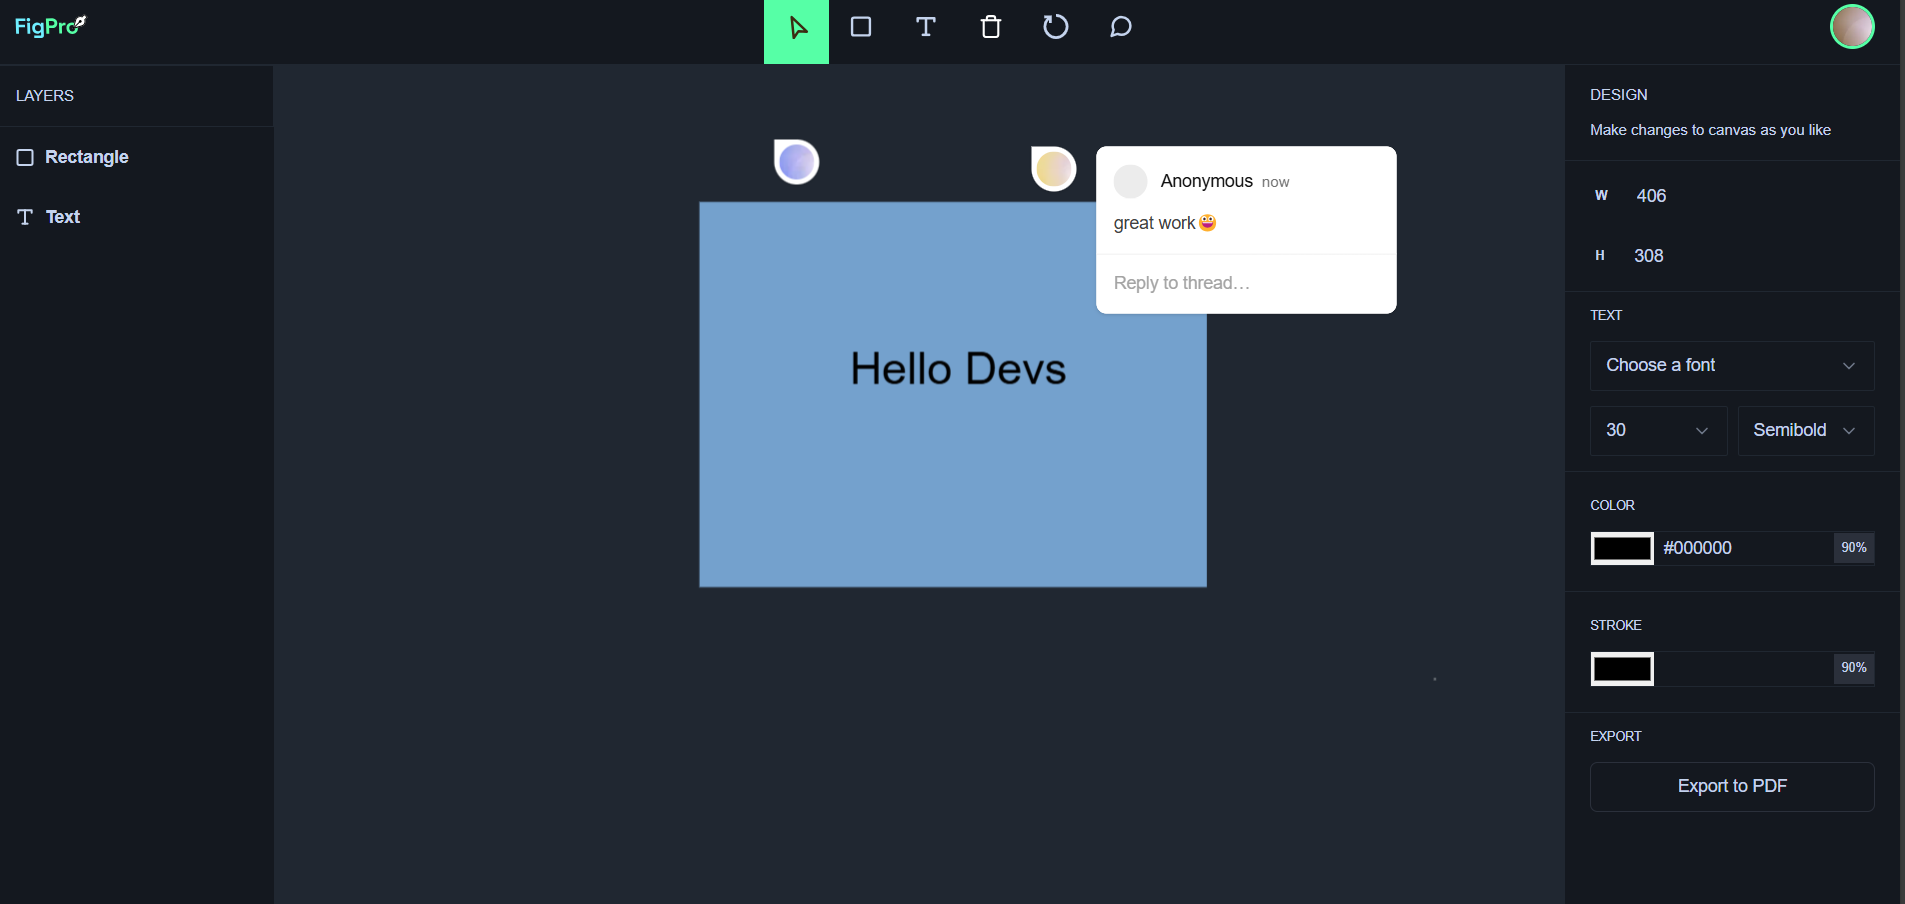 FigPro
LAYERS
Rectangle
Text
Anonymous now
great work😀
Reply to thread…
Hello Devs
DESIGN
Make changes to canvas as you like
W 406
H 308
TEXT
Choose a font
30 Semibold
COLOR
#000000 90%
STROKE
90%
EXPORT
Export to PDF